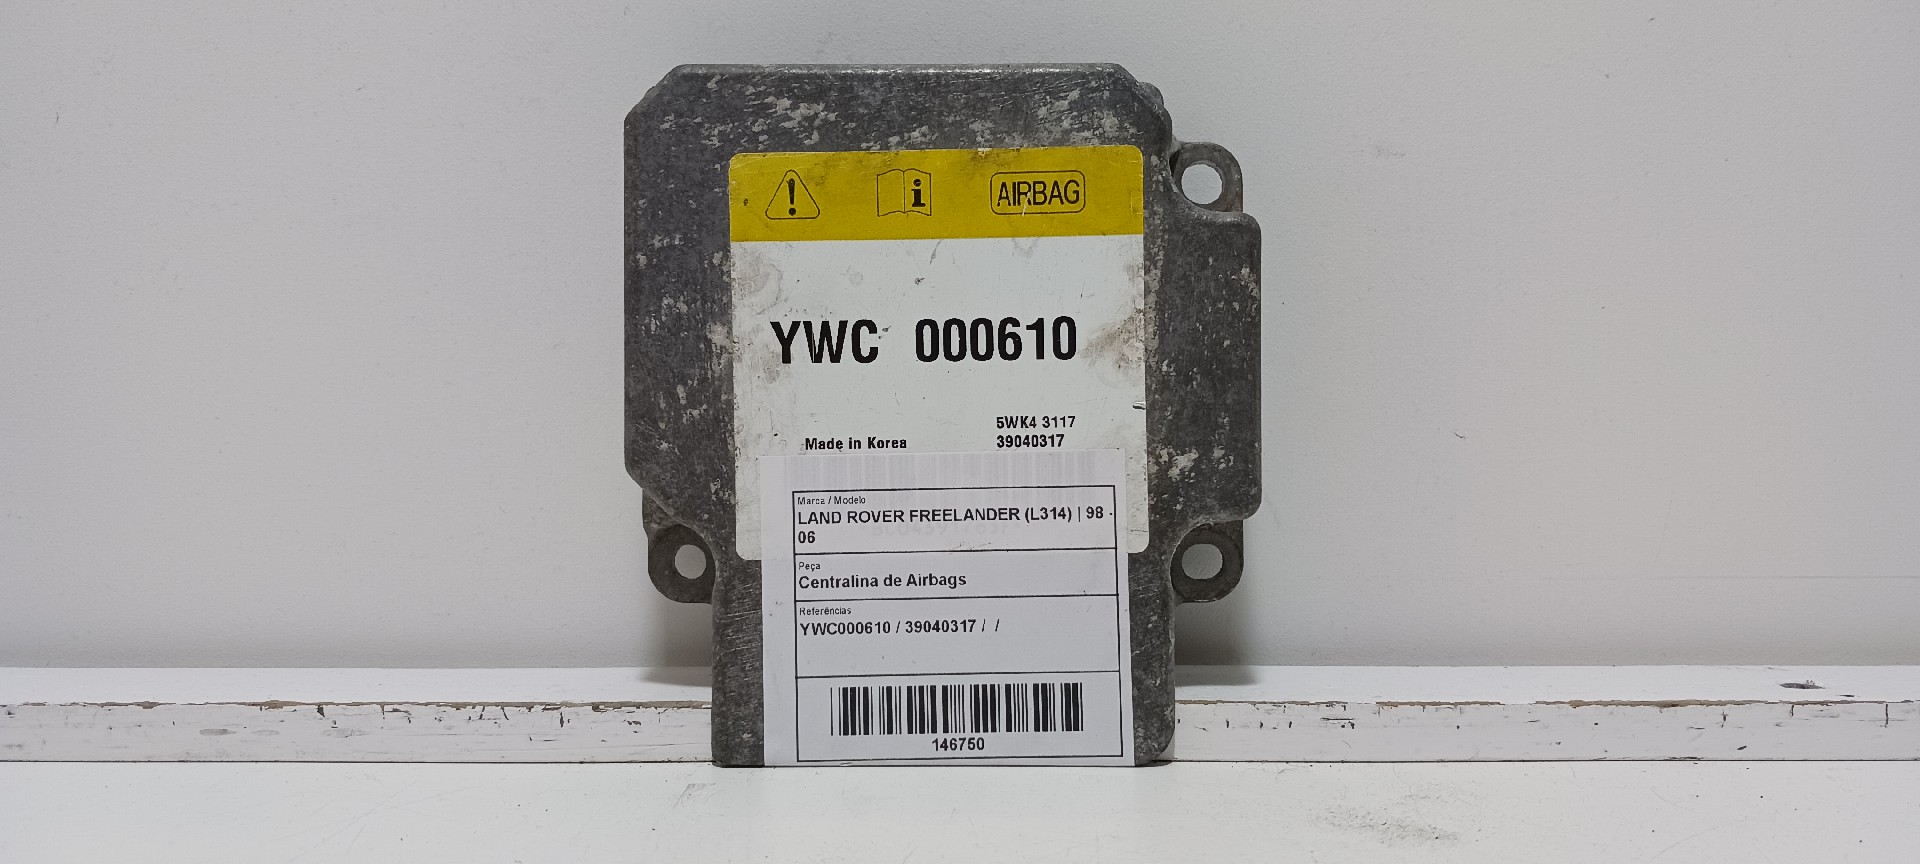 AIRBAG
YWC 000610
5WK4 3117
Made in Korea 39040317
Marca / Modelo
LAND ROVER FREELANDER (L314) | 98 -
06
Peça
Centralina de Airbags
Referências
YWC000610 / 39040317 / /
146750